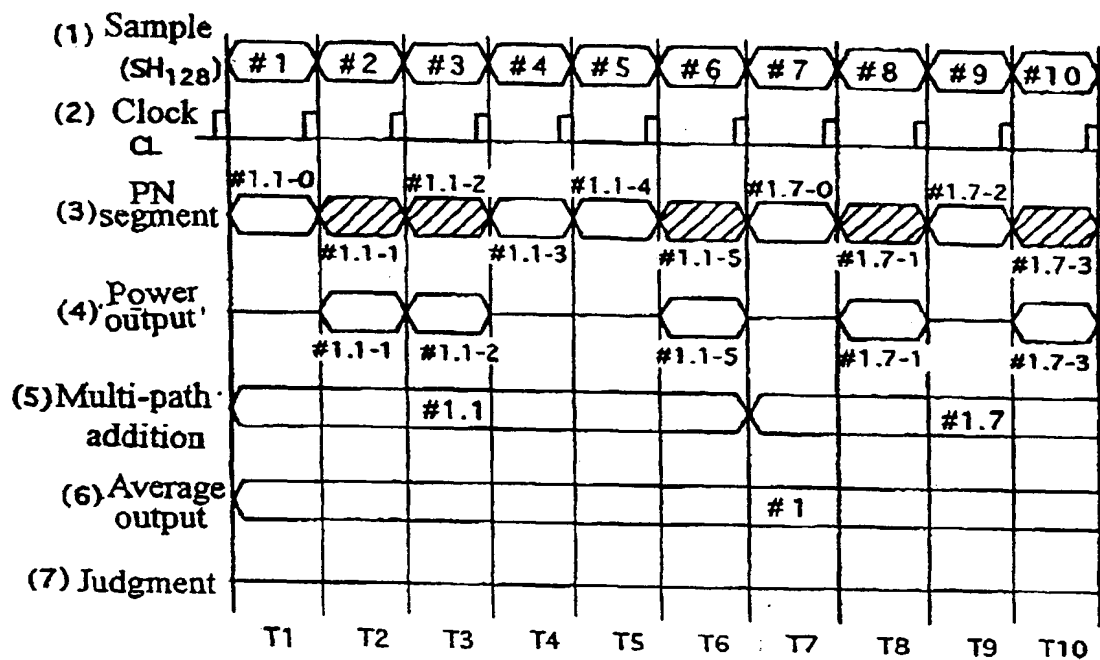 (1) Sample
(SH128)
#1 #2 #3 #4 #5 #6 #7 #8 #9 #10
(2) Clock
CL
#1.1-0 #1.1-2 #1.1-4 #1.7-0 #1.7-2
(3) PN
segment
#1.1-1 #1.1-3 #1.1-5 #1.7-1 #1.7-3
(4) Power
output
#1.1-1 #1.1-2 #1.1-5 #1.7-1 #1.7-3
(5) Multi-path
addition
#1.1 #1.7
(6) Average
output
#1
(7) Judgment
T1 T2 T3 T4 T5 T6 T7 T8 T9 T10